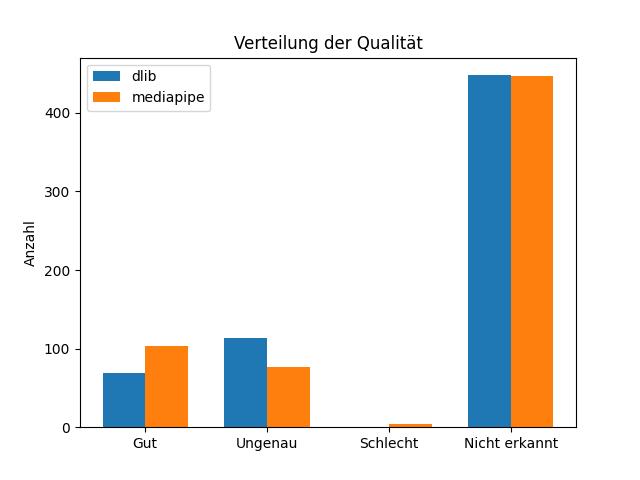 Verteilung der Qualität
dlib
mediapipe
Anzahl
400
300
200
100
0
Gut Ungenau Schlecht Nicht erkannt